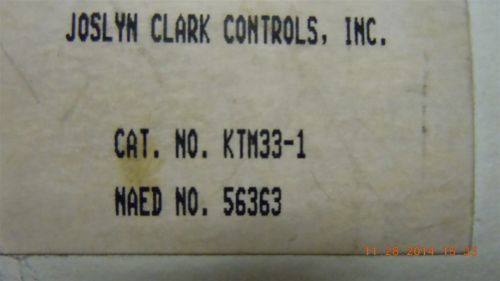 JOSLYN CLARK CONTROLS, INC.
CAT. NO. KTM33-1
NAED NO. 56363
11-28-2014